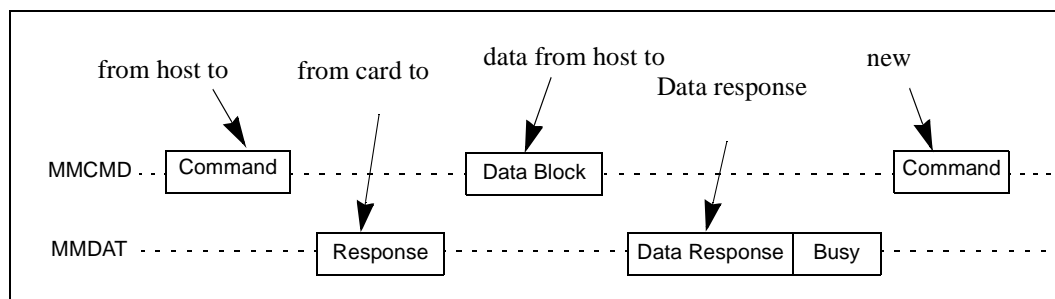 from host to
from card to
data from host to
Data response
new
MMCMD
Command
Data Block
Command
MMDAT
Response
Data Response
Busy